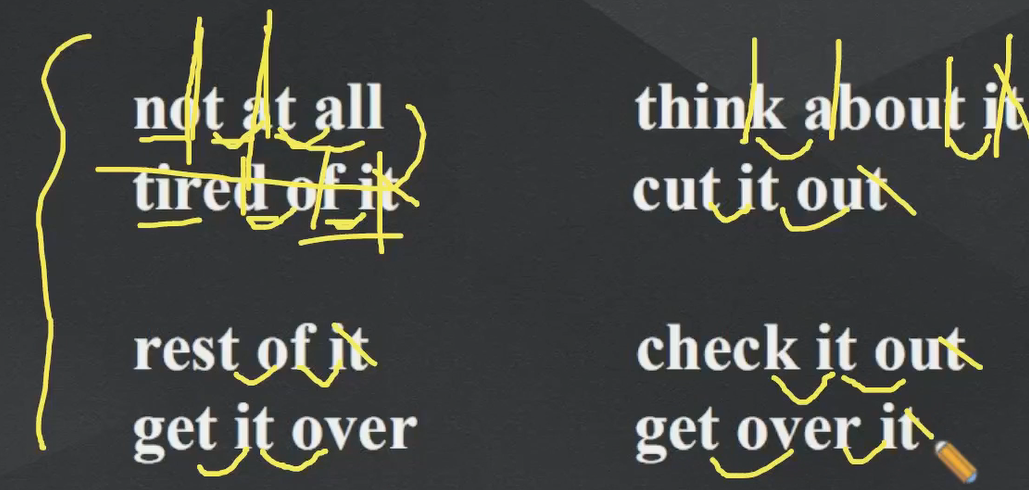 not at all
tired of it
rest of it
get it over
think about it
cut it out
check it out
get over it